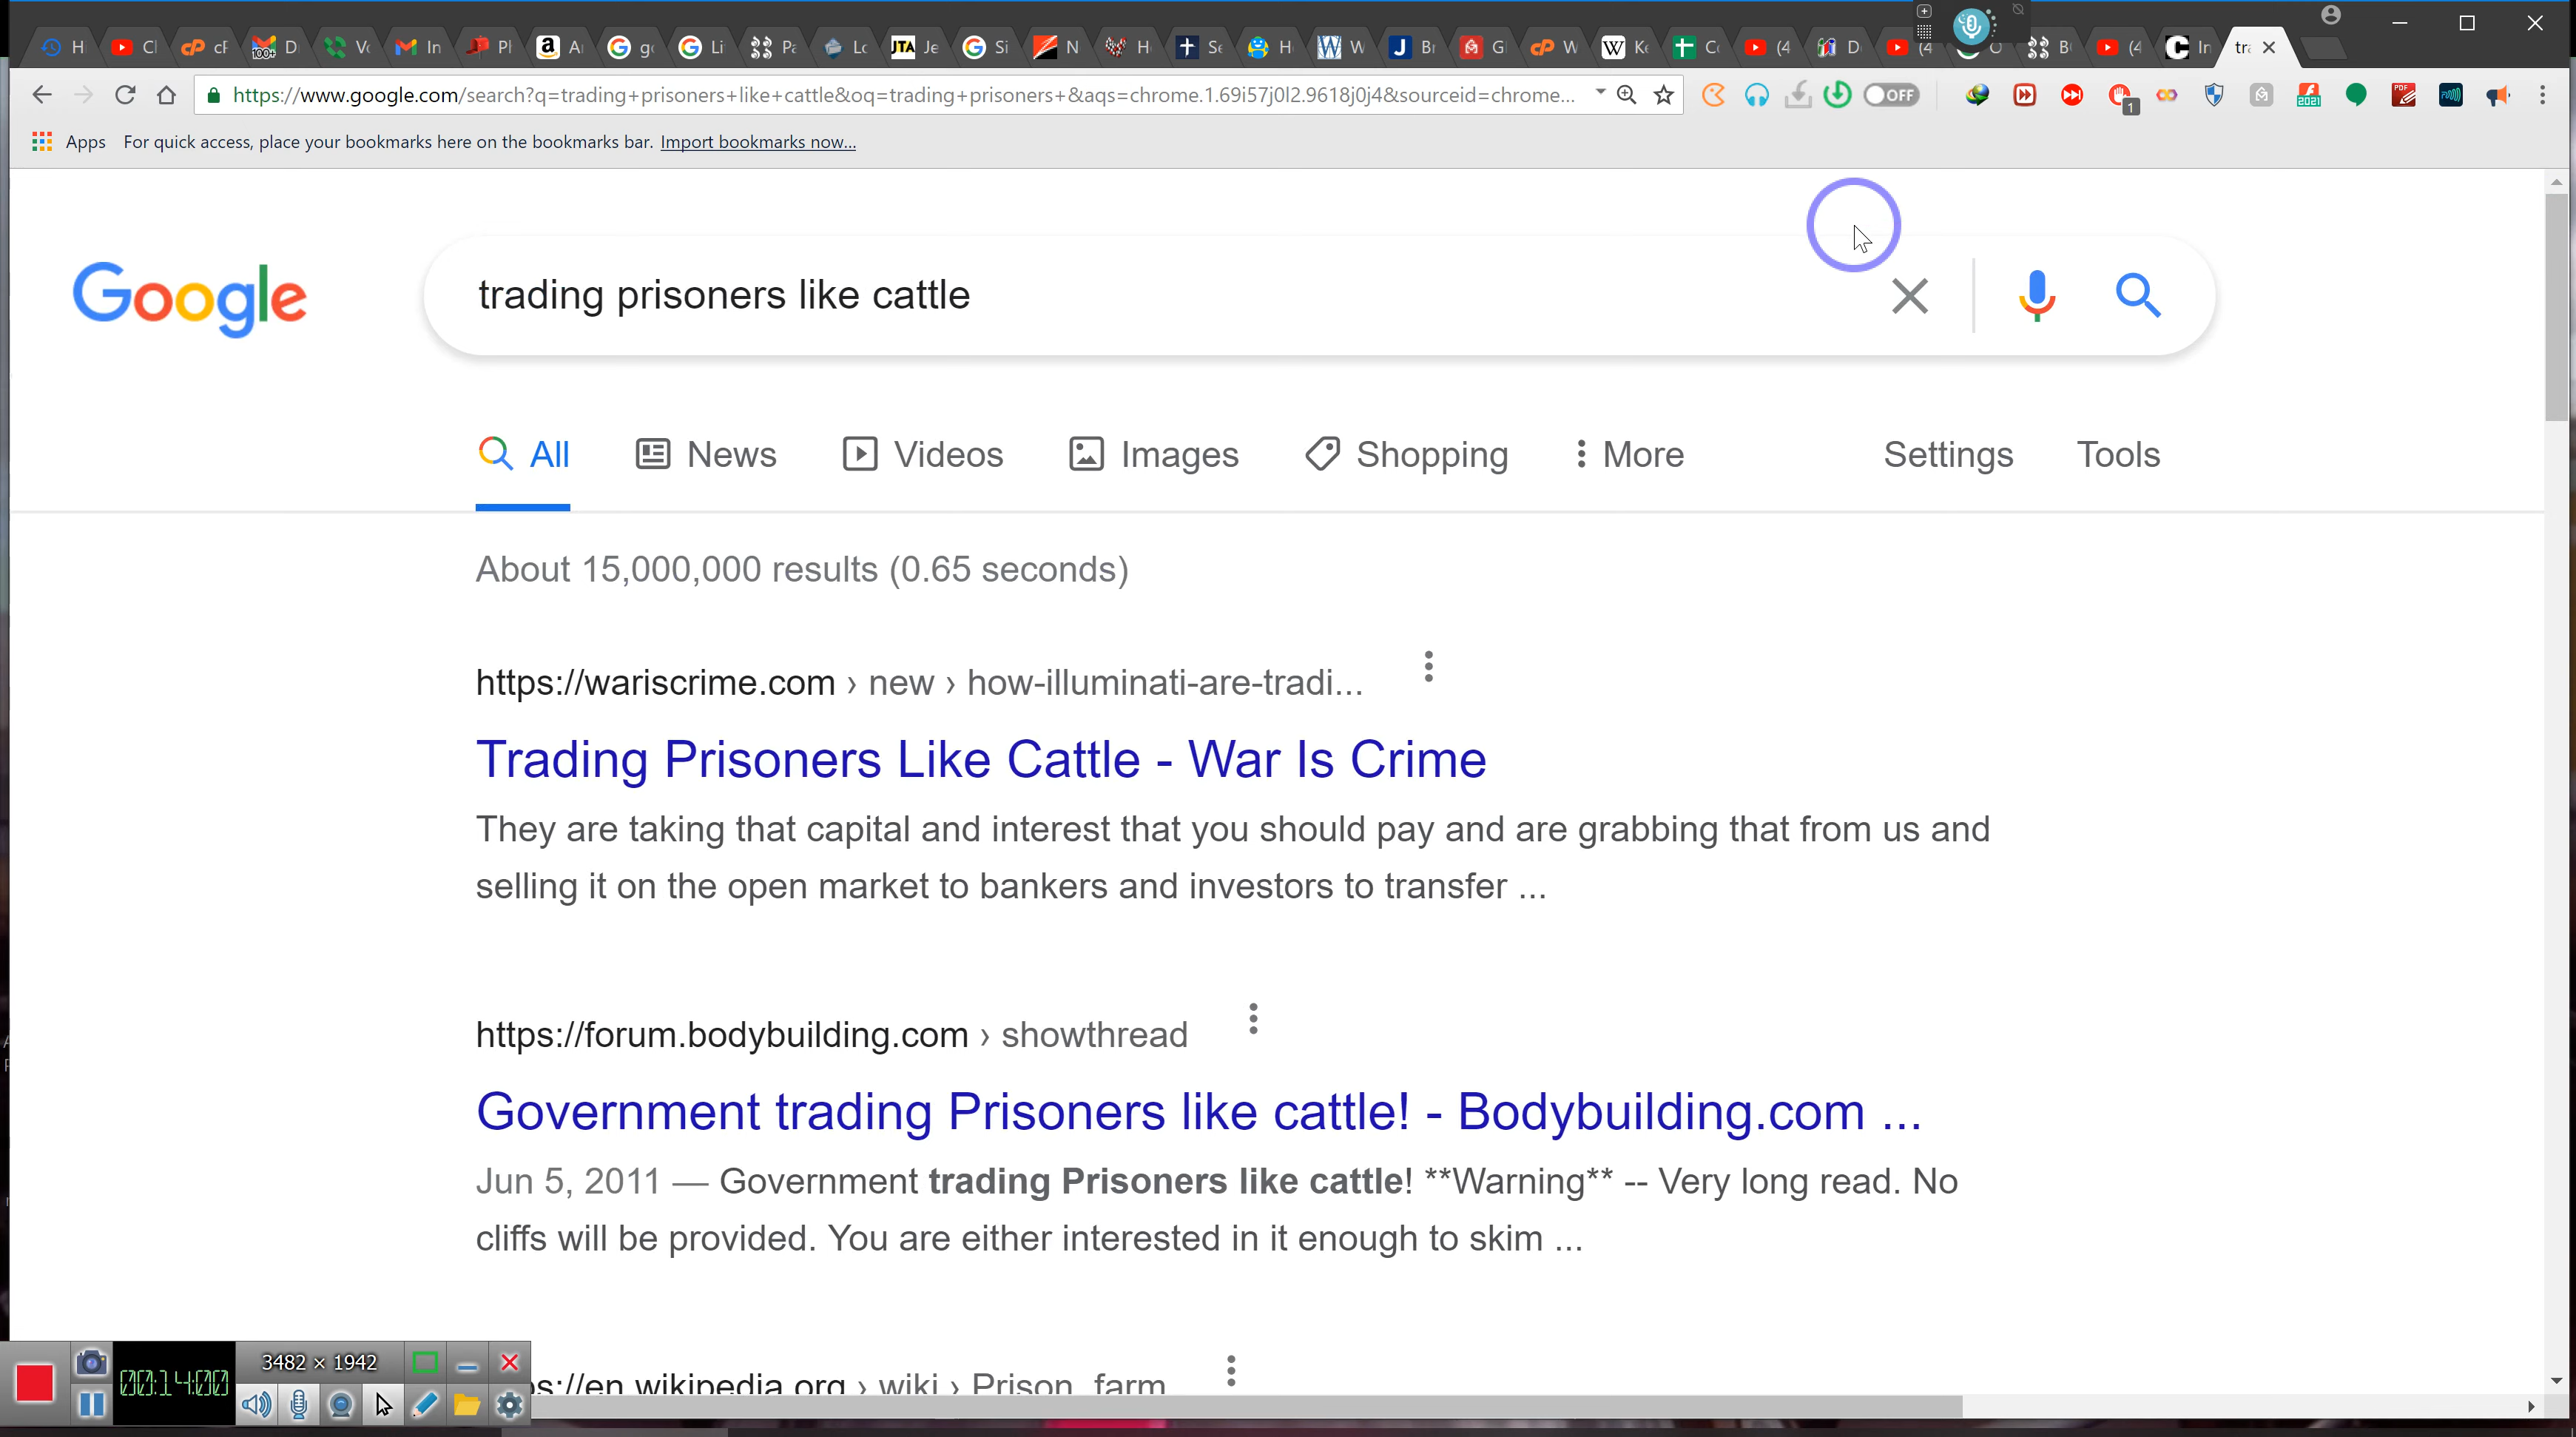 https://www.google.com/search?q=trading+prisoners+like+cattle&oq=trading+prisoners+&aqs=chrome.1.69i57j0l2.9618j0j4&sourceid=chrome...
OFF
1
Apps For quick access, place your bookmarks here on the bookmarks bar. Import bookmarks now...
Google
trading prisoners like cattle
All News Videos Images Shopping More Settings Tools
About 15,000,000 results (0.65 seconds)
https://wariscrime.com › new › how-illuminati-are-tradi...
Trading Prisoners Like Cattle - War Is Crime
They are taking that capital and interest that you should pay and are grabbing that from us and
selling it on the open market to bankers and investors to transfer ...
https://forum.bodybuilding.com › showthread
Government trading Prisoners like cattle! - Bodybuilding.com ...
Jun 5, 2011 — Government trading Prisoners like cattle! **Warning** -- Very long read. No
cliffs will be provided. You are either interested in it enough to skim ...
3482 × 1942
00:14:00
s://en.wikipedia.org › wiki › Prison_farm